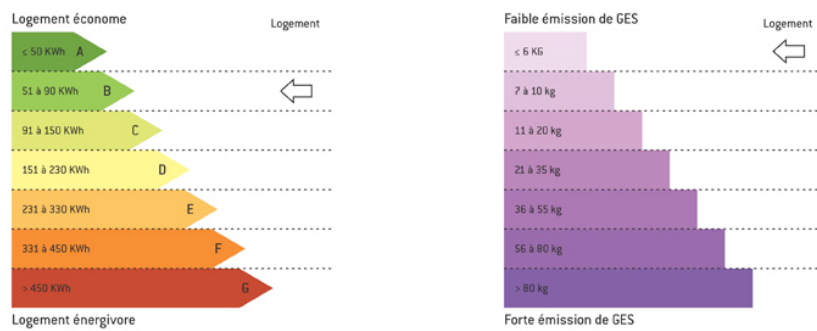 Logement économe
Logement
≤ 50 KWh A
51 à 90 KWh B
91 à 150 KWh C
151 à 230 KWh D
231 à 330 KWh E
331 à 450 KWh F
> 450 KWh G
Logement énergivore
Faible émission de GES
Logement
≤ 6 KG
7 à 10 kg
11 à 20 kg
21 à 35 kg
36 à 55 kg
56 à 80 kg
> 80 kg
Forte émission de GES